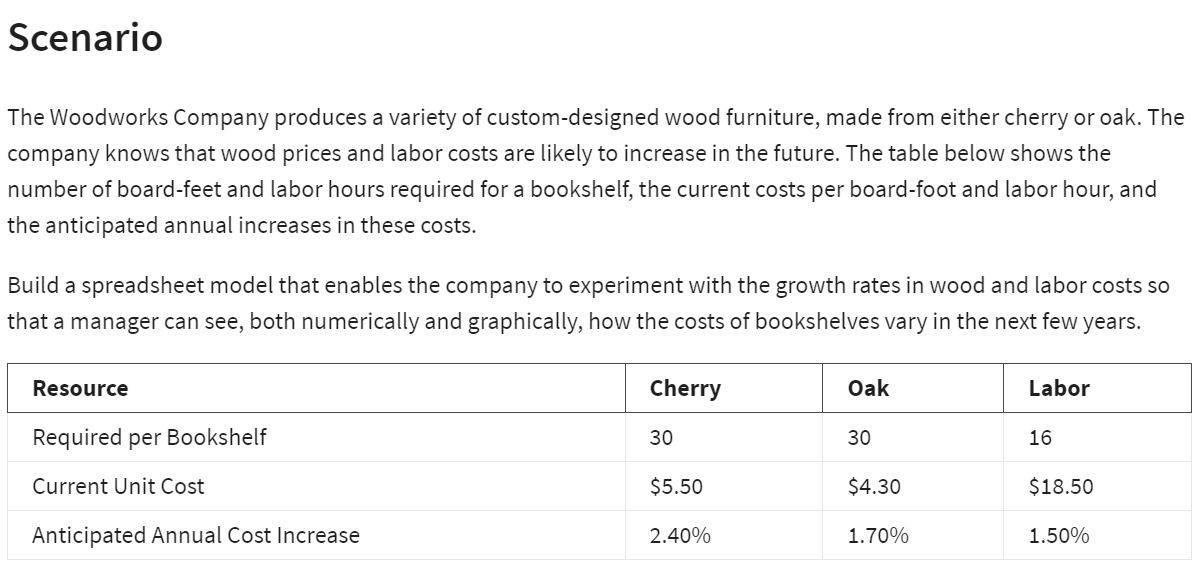 Scenario
The Woodworks Company produces a variety of custom-designed wood furniture, made from either cherry or oak. The
company knows that wood prices and labor costs are likely to increase in the future. The table below shows the
number of board-feet and labor hours required for a bookshelf, the current costs per board-foot and labor hour, and
the anticipated annual increases in these costs.
Build a spreadsheet model that enables the company to experiment with the growth rates in wood and labor costs so
that a manager can see, both numerically and graphically, how the costs of bookshelves vary in the next few years.
Resource Cherry Oak Labor
Required per Bookshelf 30 30 16
Current Unit Cost $5.50 $4.30 $18.50
Anticipated Annual Cost Increase 2.40% 1.70% 1.50%